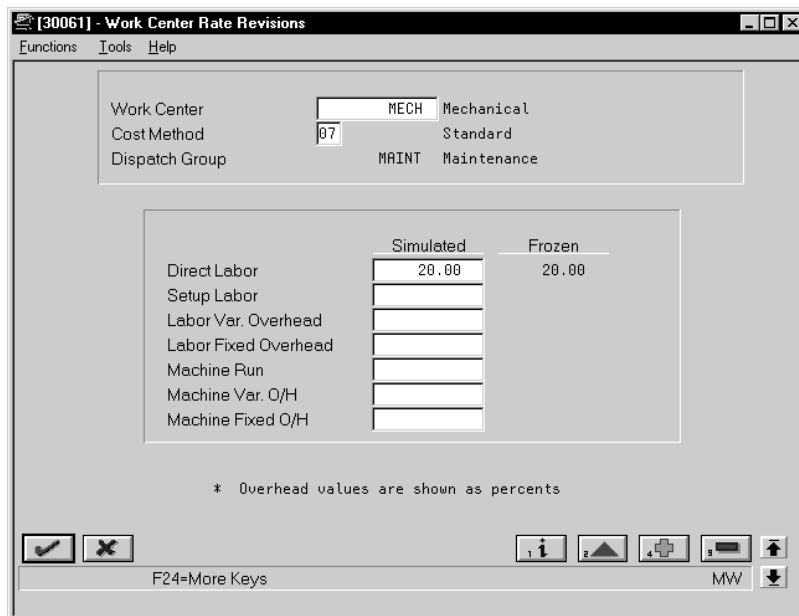 [30061] - Work Center Rate Revisions
Functions Tools Help
Work Center MECH Mechanical
Cost Method 07 Standard
Dispatch Group MAINT Maintenance
Simulated Frozen
Direct Labor 20.00 20.00
Setup Labor
Labor Var. Overhead
Labor Fixed Overhead
Machine Run
Machine Var. O/H
Machine Fixed O/H
* Overhead values are shown as percents
1 i 2 4 9
F24=More Keys MW